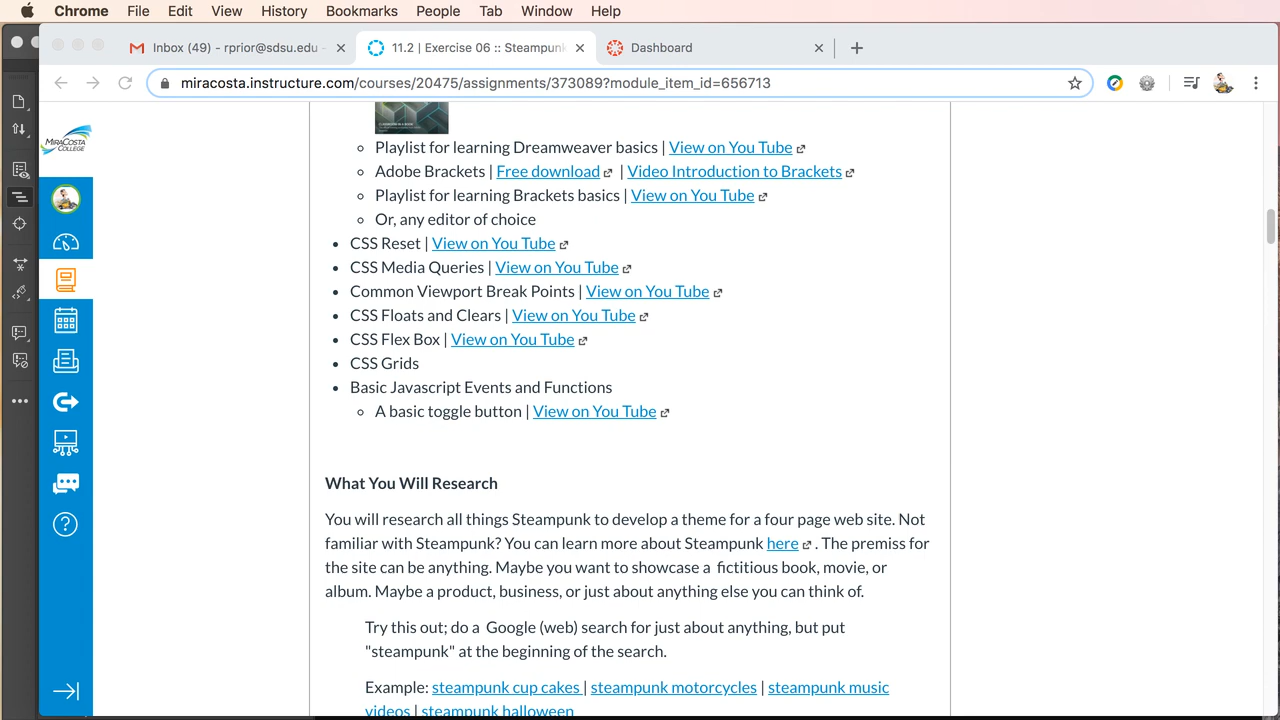 Chrome File Edit View History Bookmarks People Tab Window Help
Inbox (49) - rprior@sdsu.edu - 11.2 | Exercise 06 :: Steampunk Dashboard
miracosta.instructure.com/courses/20475/assignments/373089?module_item_id=656713
MIRACOSTA
COLLEGE
Playlist for learning Dreamweaver basics | View on You Tube
Adobe Brackets | Free download | Video Introduction to Brackets
Playlist for learning Brackets basics | View on You Tube
Or, any editor of choice
CSS Reset | View on You Tube
CSS Media Queries | View on You Tube
Common Viewport Break Points | View on You Tube
CSS Floats and Clears | View on You Tube
CSS Flex Box | View on You Tube
CSS Grids
Basic Javascript Events and Functions
A basic toggle button | View on You Tube
What You Will Research
You will research all things Steampunk to develop a theme for a four page web site. Not
familiar with Steampunk? You can learn more about Steampunk here . The premiss for
the site can be anything. Maybe you want to showcase a fictitious book, movie, or
album. Maybe a product, business, or just about anything else you can think of.
Try this out; do a Google (web) search for just about anything, but put
"steampunk" at the beginning of the search.
Example: steampunk cup cakes | steampunk motorcycles | steampunk music
videos | steampunk halloween